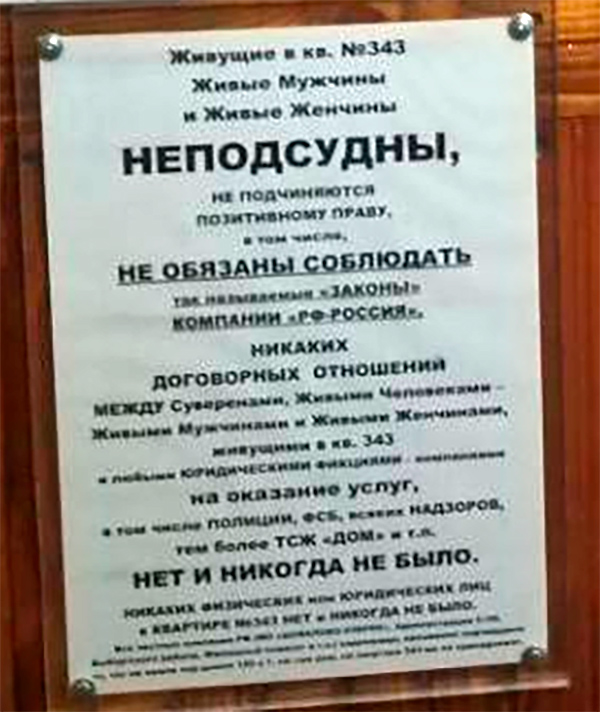 Живущие в кв. №343
Живые Мужчины
и Живые Женчины
НЕПОДСУДНЫ,
НЕ ПОДЧИНЯЮТСЯ
ПОЗИТИВНОМУ ПРАВУ,
в том числе,
НЕ ОБЯЗАНЫ СОБЛЮДАТЬ
так называемые «ЗАКОНЫ»
КОМПАНИИ «РФ-РОССИЯ».
НИКАКИХ
ДОГОВОРНЫХ ОТНОШЕНИЙ
МЕЖДУ Суверенами, Живыми Человеками –
Живыми Мужчинами и Живыми Женчинами,
живущими в кв. 343
и любыми ЮРИДИЧЕСКИМИ ФИКЦИЯМИ - компаниями
на оказание услуг,
в том числе ПОЛИЦИИ, ФСБ, всяких НАДЗОРОВ,
тем более ТСЖ «ДОМ» и т.п.
НЕТ И НИКОГДА НЕ БЫЛО.
НИКАКИХ ФИЗИЧЕСКИХ или ЮРИДИЧЕСКИХ ЛИЦ
в КВАРТИРЕ №343 НЕТ и НИКОГДА НЕ БЫЛО.